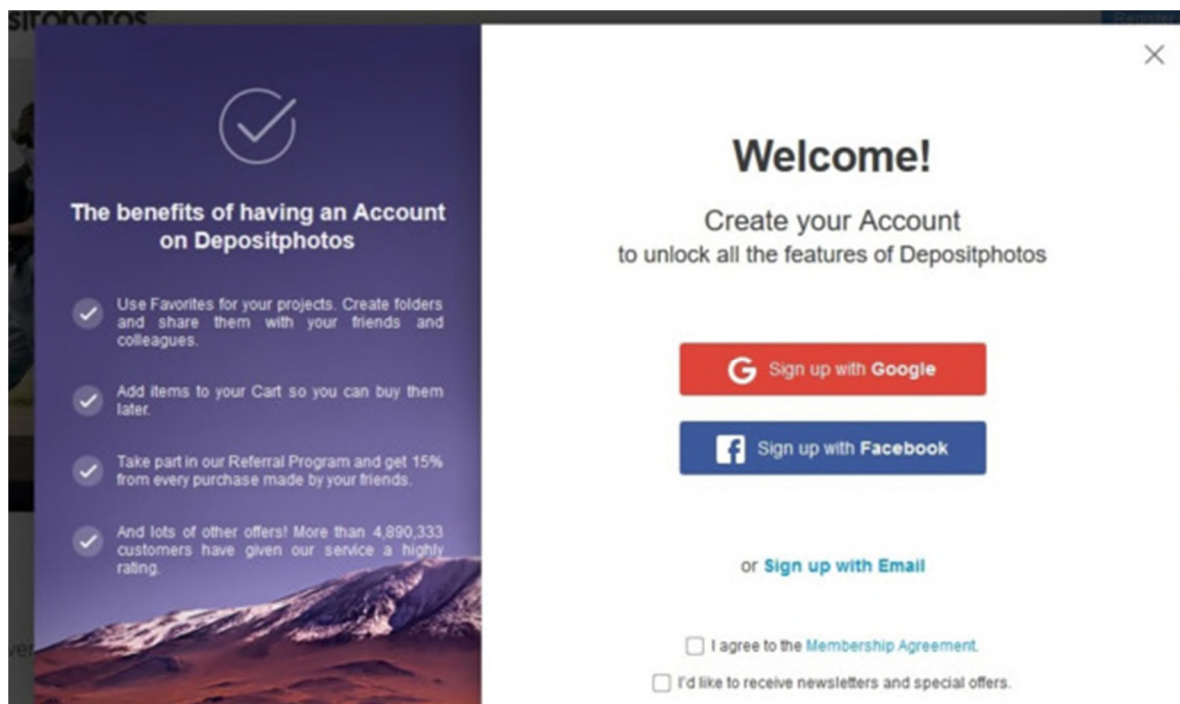 Register
The benefits of having an Account
on Depositphotos
Use Favorites for your projects. Create folders
and share them with your friends and
colleagues.
Add items to your Cart so you can buy them
later.
Take part in our Referral Program and get 15%
from every purchase made by your friends.
And lots of other offers! More than 4,890,333
customers have given our service a highly
rating.
Welcome!
Create your Account
to unlock all the features of Depositphotos
G Sign up with Google
f Sign up with Facebook
or Sign up with Email
I agree to the Membership Agreement.
I'd like to receive newsletters and special offers.